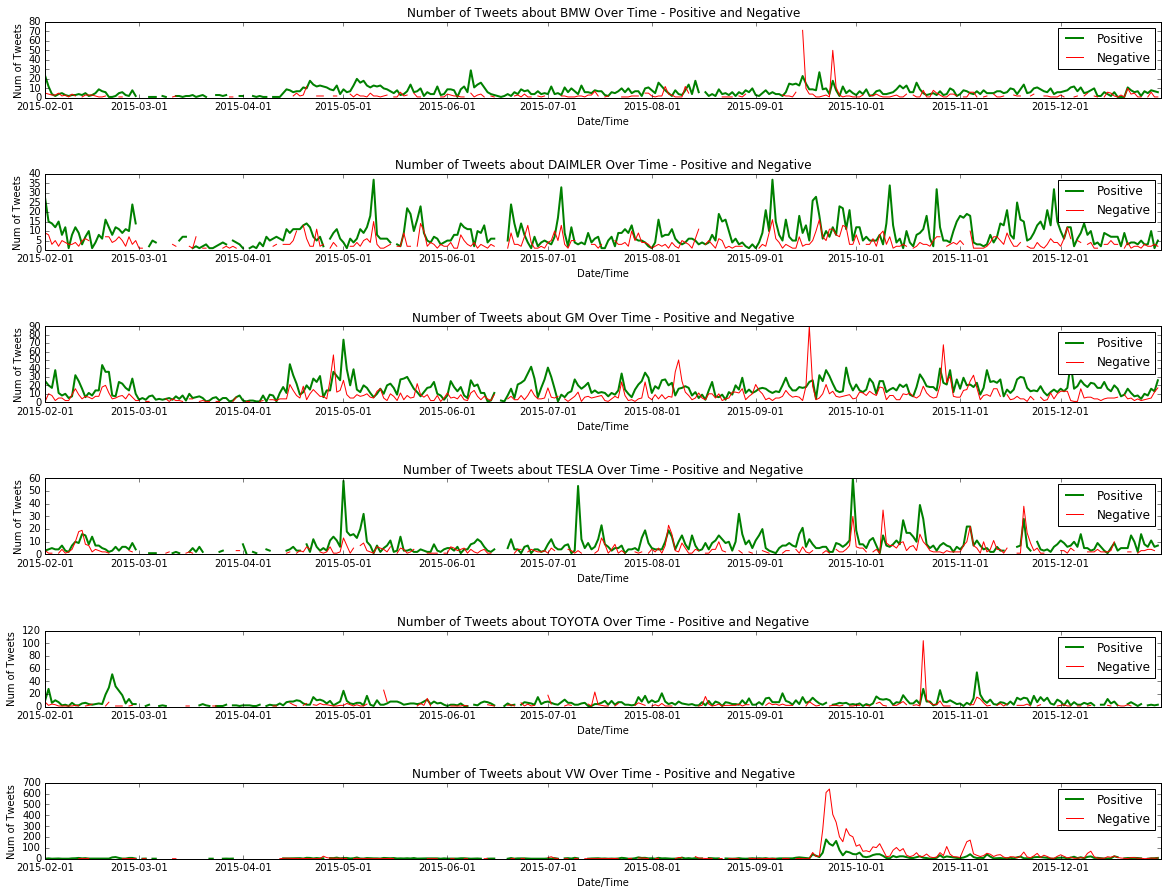 Number of Tweets about BMW Over Time - Positive and Negative
Num of Tweets
80
70
60
50
40
30
20
10
0
Positive
Negative
2015-02-01 2015-03-01 2015-04-01 2015-05-01 2015-06-01 2015-07-01 2015-08-01 2015-09-01 2015-10-01 2015-11-01 2015-12-01
Date/Time
Number of Tweets about DAIMLER Over Time - Positive and Negative
Num of Tweets
40
35
30
25
20
15
10
5
0
Positive
Negative
2015-02-01 2015-03-01 2015-04-01 2015-05-01 2015-06-01 2015-07-01 2015-08-01 2015-09-01 2015-10-01 2015-11-01 2015-12-01
Date/Time
Number of Tweets about GM Over Time - Positive and Negative
Num of Tweets
90
80
70
60
50
40
30
20
10
0
Positive
Negative
2015-02-01 2015-03-01 2015-04-01 2015-05-01 2015-06-01 2015-07-01 2015-08-01 2015-09-01 2015-10-01 2015-11-01 2015-12-01
Date/Time
Number of Tweets about TESLA Over Time - Positive and Negative
Num of Tweets
60
50
40
30
20
10
0
Positive
Negative
2015-02-01 2015-03-01 2015-04-01 2015-05-01 2015-06-01 2015-07-01 2015-08-01 2015-09-01 2015-10-01 2015-11-01 2015-12-01
Date/Time
Number of Tweets about TOYOTA Over Time - Positive and Negative
Num of Tweets
120
100
80
60
40
20
0
Positive
Negative
2015-02-01 2015-03-01 2015-04-01 2015-05-01 2015-06-01 2015-07-01 2015-08-01 2015-09-01 2015-10-01 2015-11-01 2015-12-01
Date/Time
Number of Tweets about VW Over Time - Positive and Negative
Num of Tweets
700
600
500
400
300
200
100
0
Positive
Negative
2015-02-01 2015-03-01 2015-04-01 2015-05-01 2015-06-01 2015-07-01 2015-08-01 2015-09-01 2015-10-01 2015-11-01 2015-12-01
Date/Time